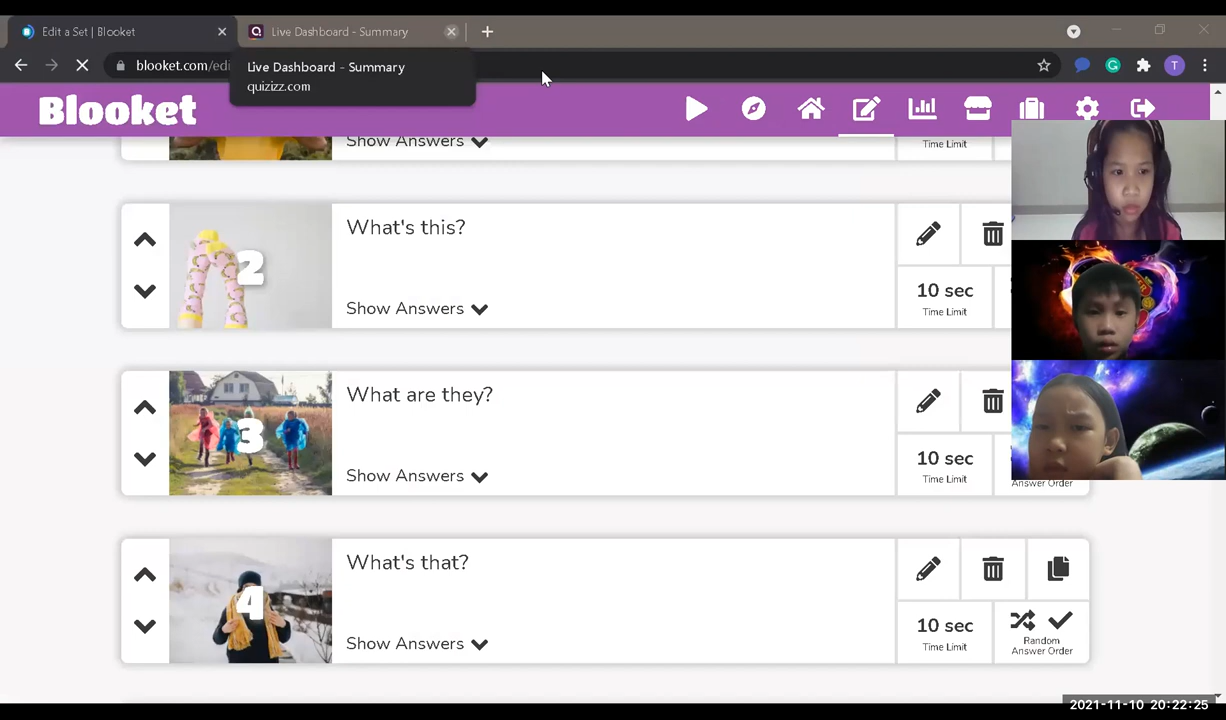 Edit a Set | Blooket
Live Dashboard - Summary
blooket.com/edi
Live Dashboard - Summary
quizizz.com
T
Blooket
Show Answers
Time Limit
2
What's this?
Show Answers
10 sec
Time Limit
3
What are they?
Show Answers
10 sec
Time Limit
Answer Order
4
What's that?
Show Answers
10 sec
Time Limit
Random
Answer Order
2021-11-10 20:22:25